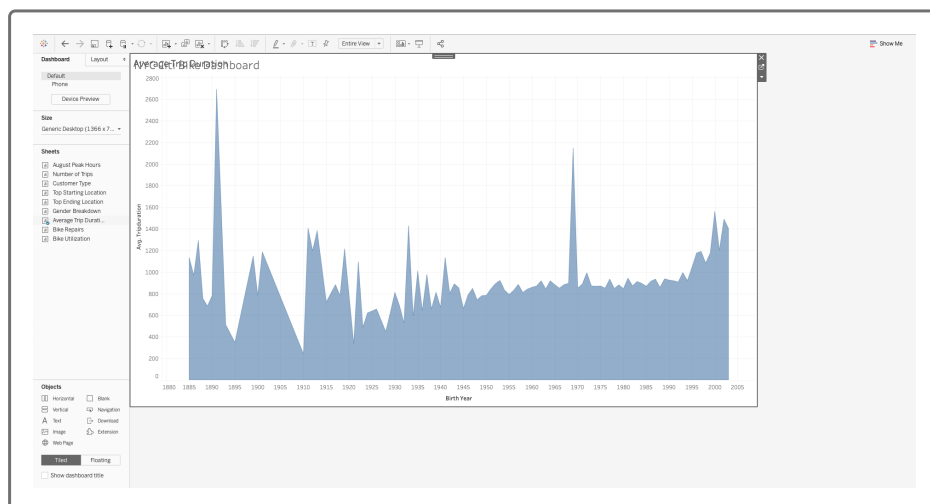 Entire View
Show Me
Dashboard
Layout
Default
Phone
Device Preview
Size
Generic Desktop (1366 x 7...
Sheets
August Peak Hours
Number of Trips
Customer Type
Top Starting Location
Top Ending Location
Gender Breakdown
Average Trip Durati...
Bike Repairs
Bike Utilization
Objects
Horizontal
Blank
Vertical
Navigation
A Text
Download
Image
Extension
Web Page
Tiled
Floating
Show dashboard title
Average Trip Duration
NYC Citi Bike Dashboard
Avg. Tripduration
2800
2600
2400
2200
2000
1800
1600
1400
1200
1000
800
600
400
200
0
1880 1885 1890 1895 1900 1905 1910 1915 1920 1925 1930 1935 1940 1945 1950 1955 1960 1965 1970 1975 1980 1985 1990 1995 2000 2005
Birth Year